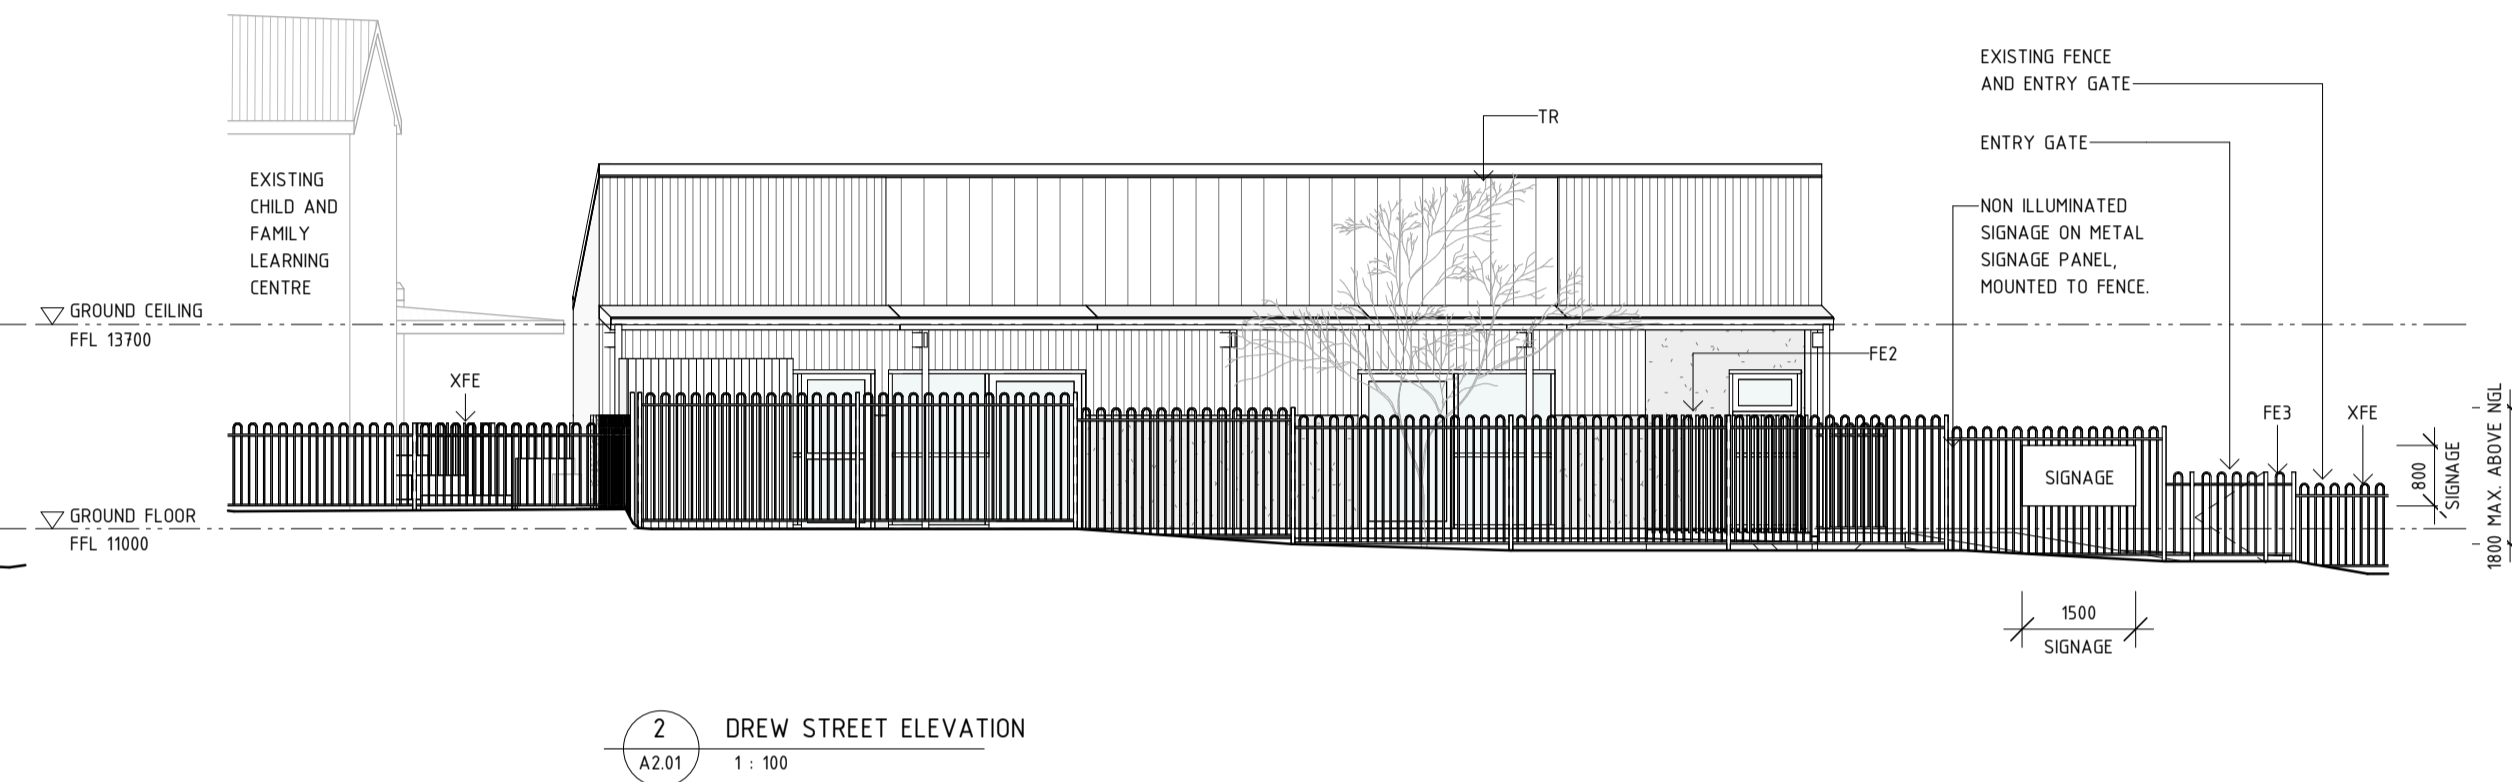 EXISTING FENCE
AND ENTRY GATE
TR
ENTRY GATE
EXISTING
CHILD AND
FAMILY
LEARNING
CENTRE
NON ILLUMINATED
SIGNAGE ON METAL
SIGNAGE PANEL,
MOUNTED TO FENCE.
GROUND CEILING
FFL 13700
FE2
XFE
FE3
XFE
SIGNAGE
800
SIGNAGE
1800 MAX. ABOVE NGL
GROUND FLOOR
FFL 11000
1500
SIGNAGE
2
DREW STREET ELEVATION
A2.01
1 : 100